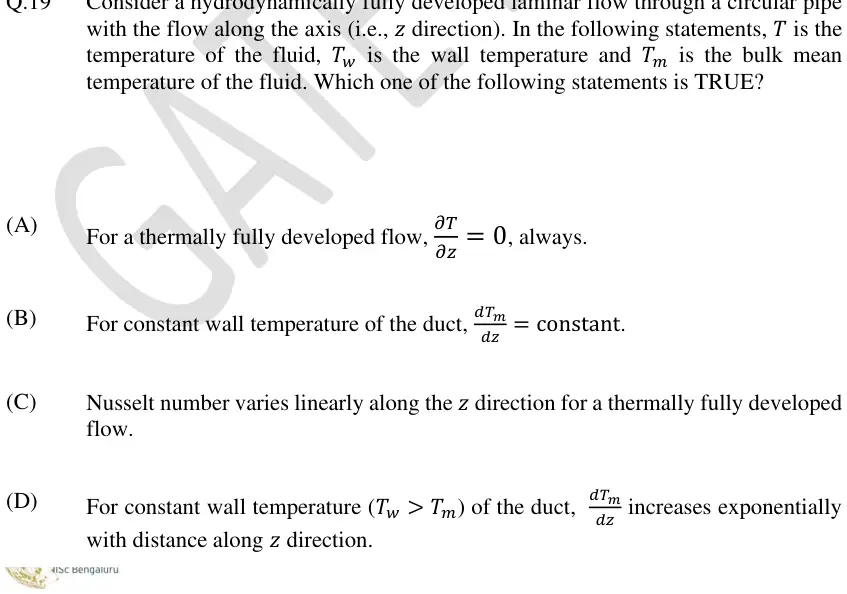 Q.19 Consider a hydrodynamically fully developed laminar flow through a circular pipe
with the flow along the axis (i.e., z direction). In the following statements, T is the
temperature of the fluid, T_w is the wall temperature and T_m is the bulk mean
temperature of the fluid. Which one of the following statements is TRUE?
GATE
(A) For a thermally fully developed flow, ∂T/∂z = 0, always.
(B) For constant wall temperature of the duct, dT_m/dz = constant.
(C) Nusselt number varies linearly along the z direction for a thermally fully developed
flow.
(D) For constant wall temperature (T_w > T_m) of the duct, dT_m/dz increases exponentially
with distance along z direction.
IISc Bengaluru